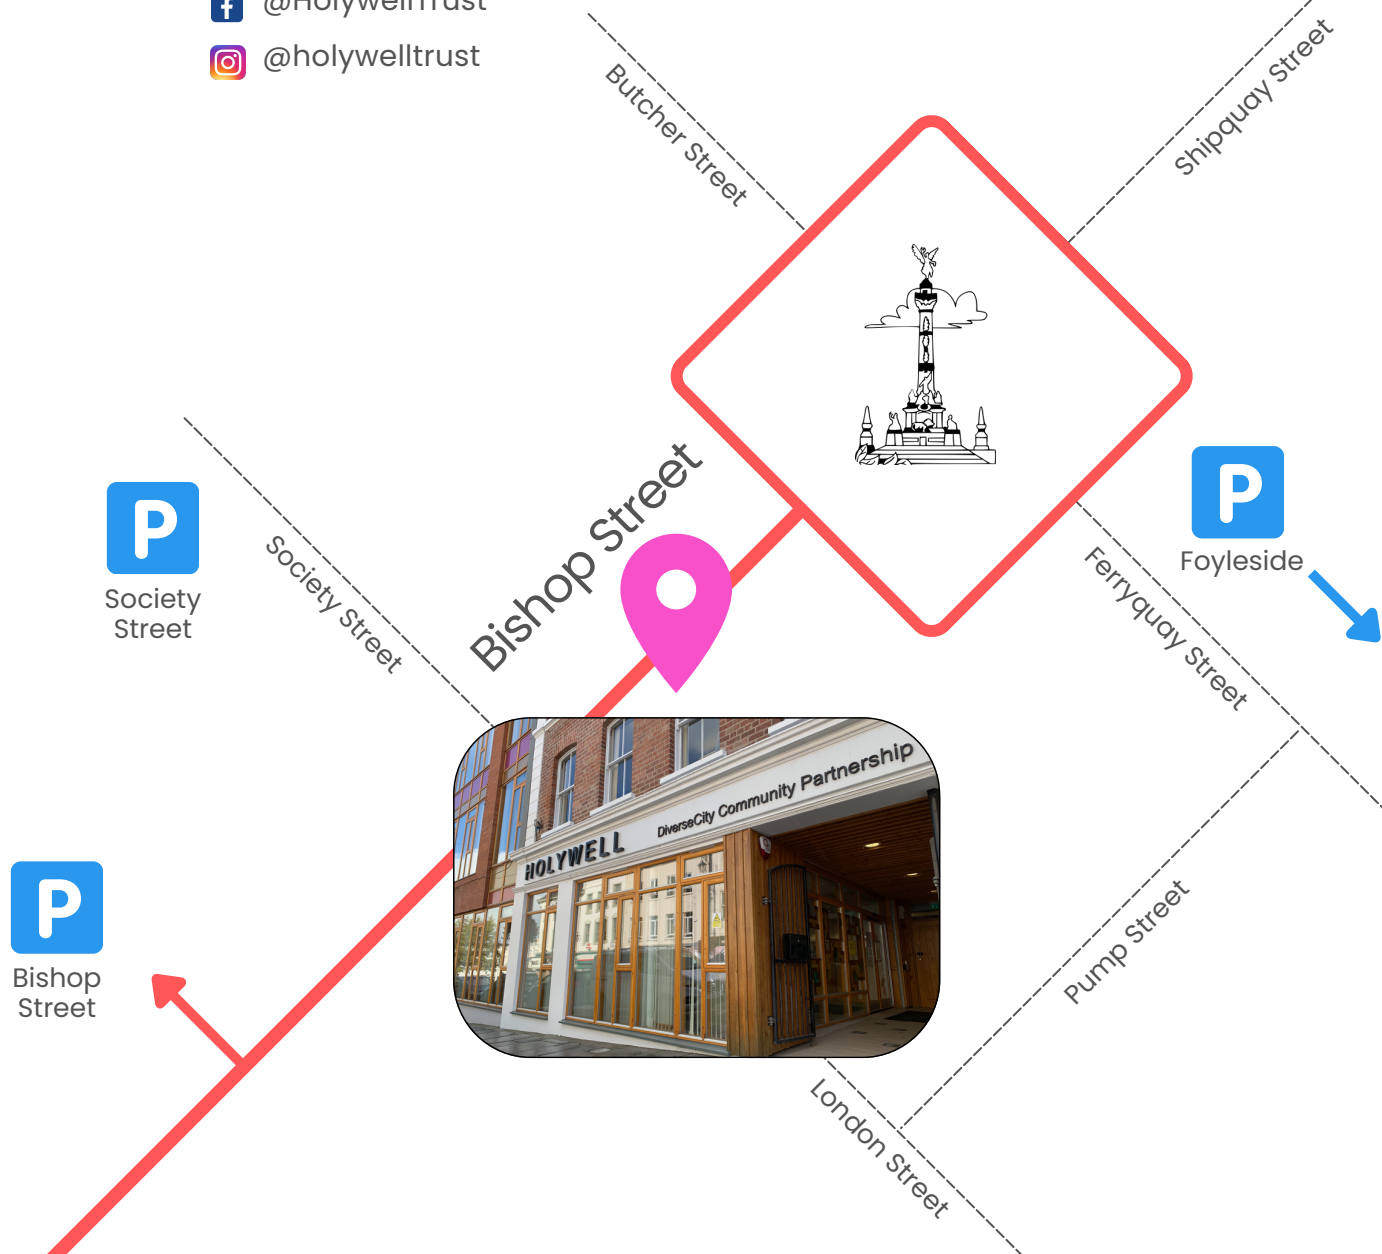 @HolywellTrust
@holywelltrust
Butcher Street
Shipquay Street
Bishop Street
Society Street
P
Society
Street
P
Foyleside
Ferryquay Street
HOLYWELL
DiverseCity Community Partnership
P
Bishop
Street
Pump Street
London Street